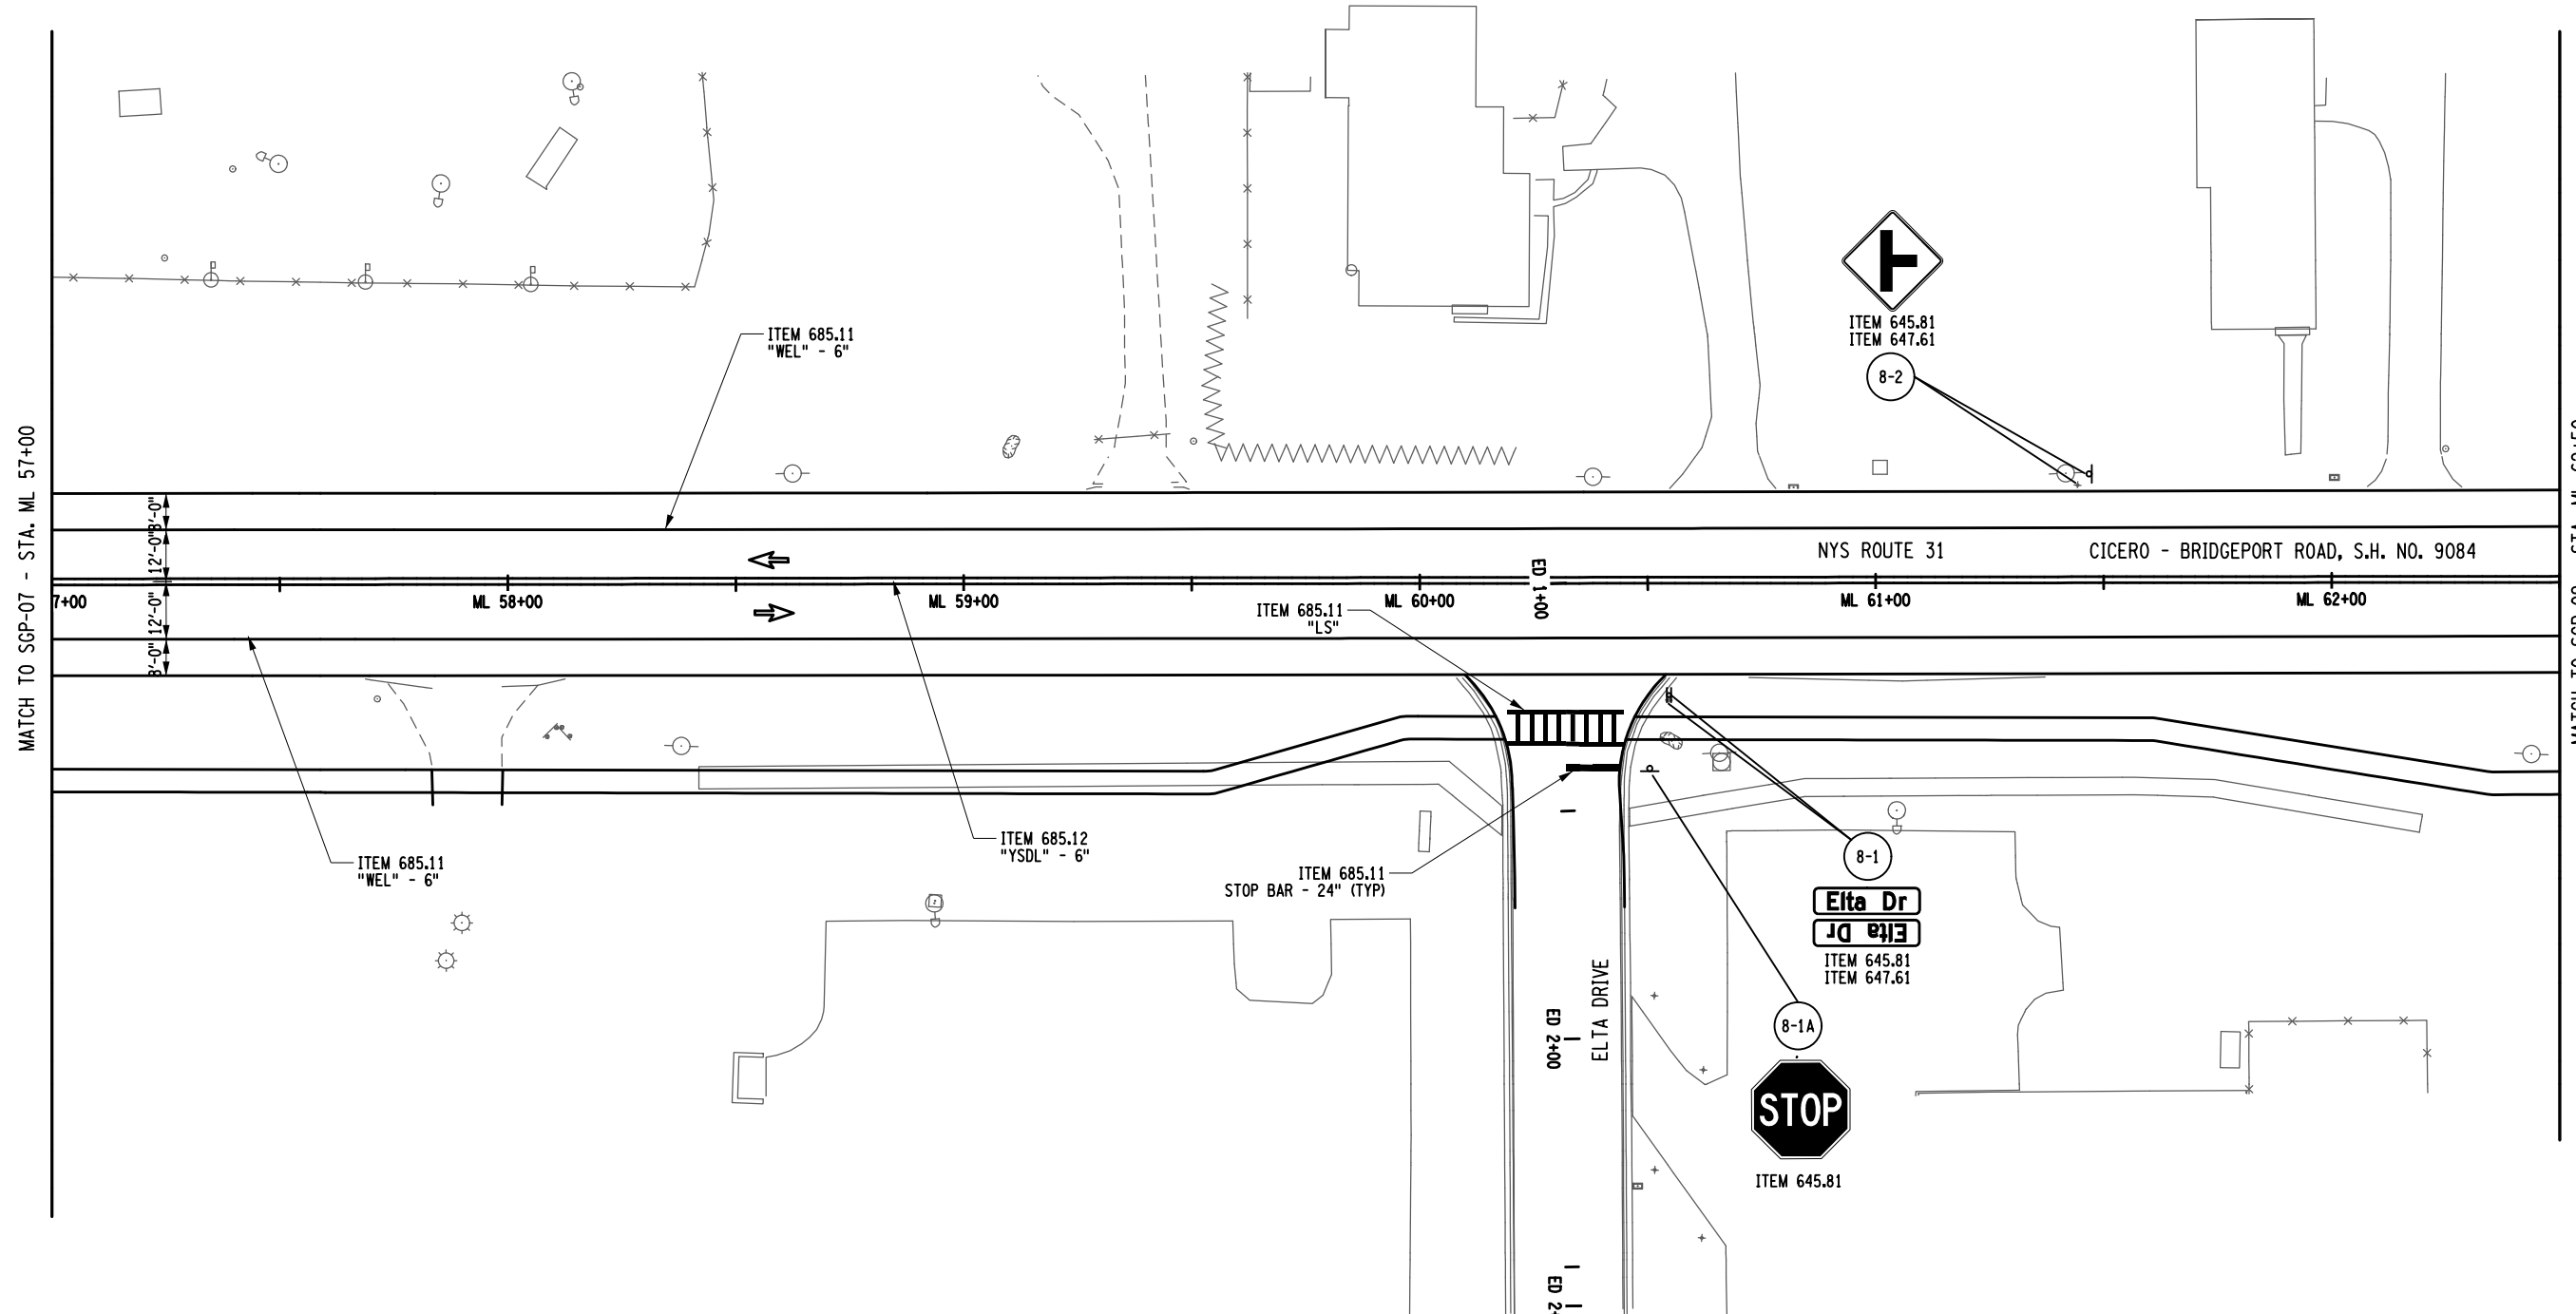 ITEM 685.11
"WEL" - 6"
ITEM 645.81
ITEM 647.61
8-2
MATCH TO SGP-07 - STA. ML 57+00
8'-0"
12'-0"
12'-0"
8'-0"
NYS ROUTE 31
CICERO - BRIDGEPORT ROAD, S.H. NO. 9084
7+00
ML 58+00
ML 59+00
ML 60+00
ED 1+00
ML 61+00
ML 62+00
ITEM 685.11
"LS"
ITEM 685.11
"WEL" - 6"
ITEM 685.12
"YSDL" - 6"
ITEM 685.11
STOP BAR - 24" (TYP)
8-1
Elta Dr
Elta Dr
ITEM 645.81
ITEM 647.61
ELTA DRIVE
ED 2+00
8-1A
STOP
ITEM 645.81